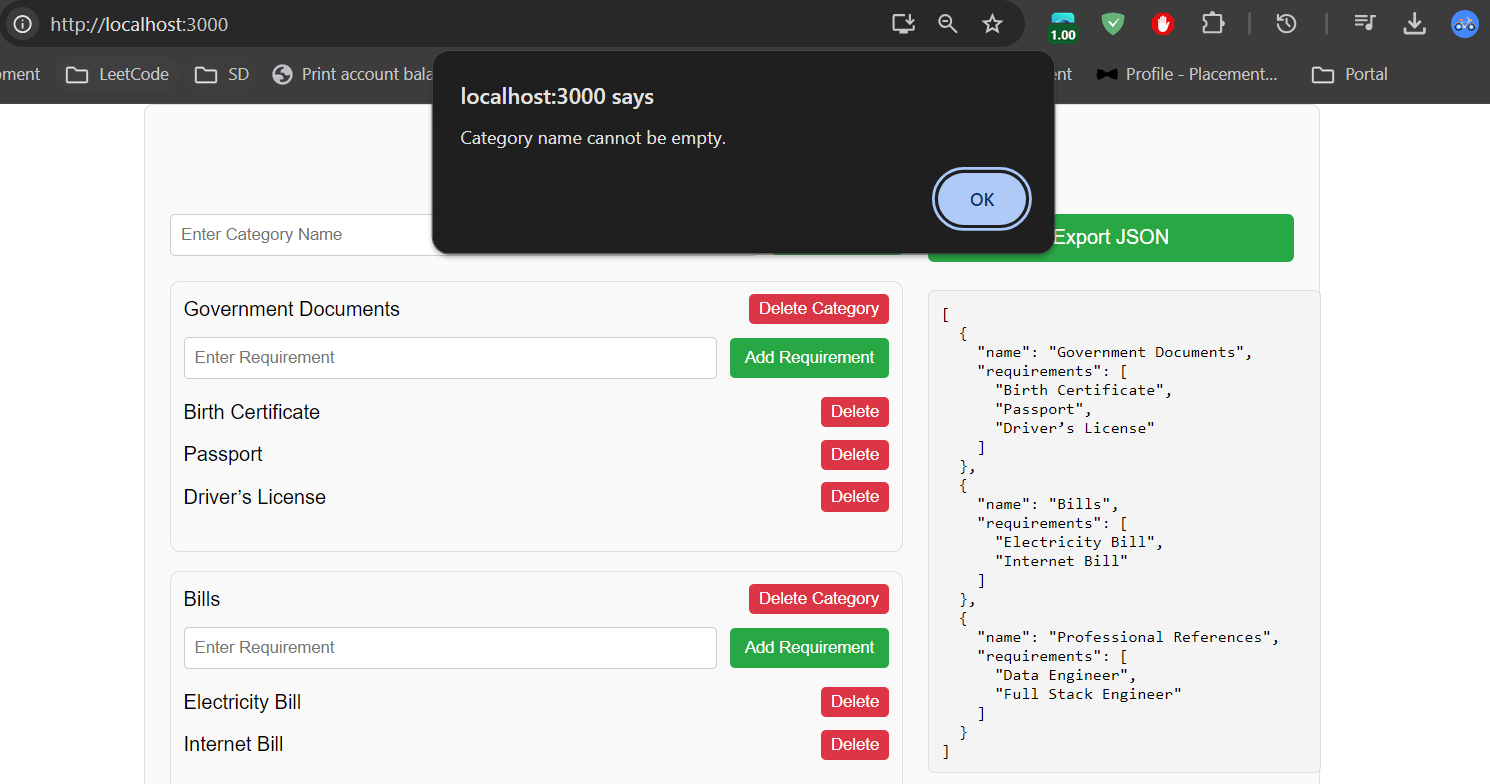 http://localhost:3000
1.00
oment
LeetCode
SD
Print account bala
ent
Profile - Placement...
Portal
localhost:3000 says
Category name cannot be empty.
OK
Enter Category Name
Export JSON
Government Documents
Delete Category
Enter Requirement
Add Requirement
Birth Certificate
Delete
Passport
Delete
Driver’s License
Delete
Bills
Delete Category
Enter Requirement
Add Requirement
Electricity Bill
Delete
Internet Bill
Delete
[
{
"name": "Government Documents",
"requirements": [
"Birth Certificate",
"Passport",
"Driver’s License"
]
},
{
"name": "Bills",
"requirements": [
"Electricity Bill",
"Internet Bill"
]
},
{
"name": "Professional References",
"requirements": [
"Data Engineer",
"Full Stack Engineer"
]
}
]